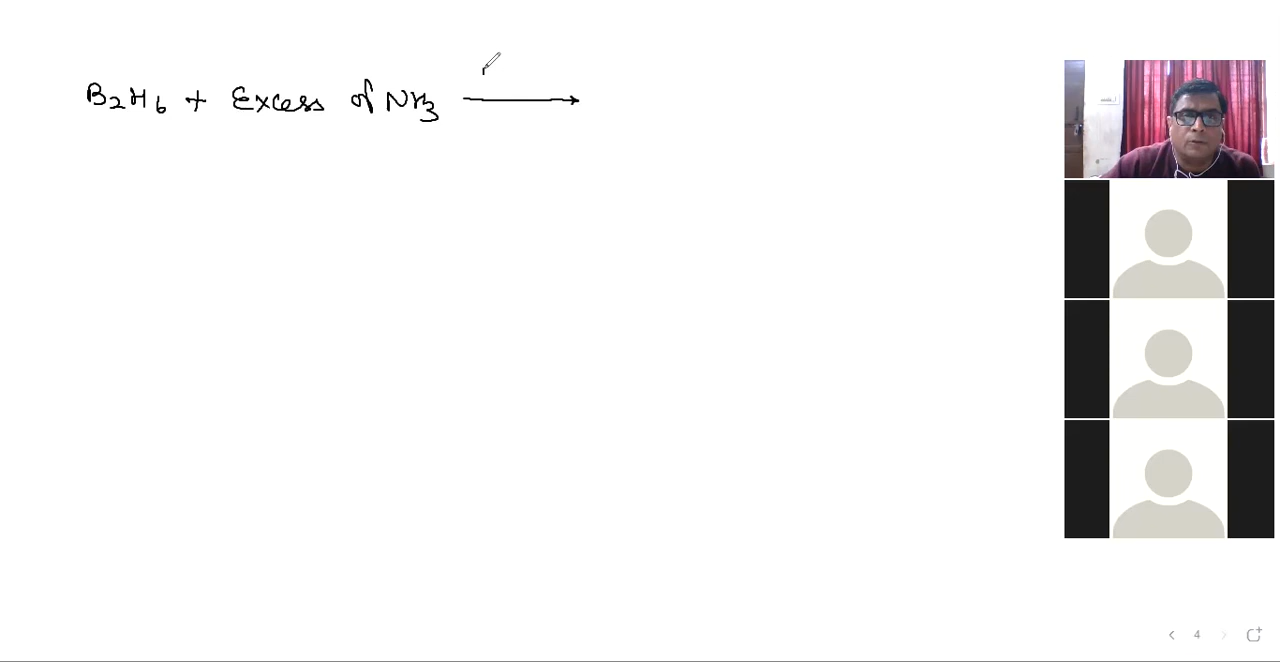 B₂H₆ + Excess of NH₃ ⟶
4